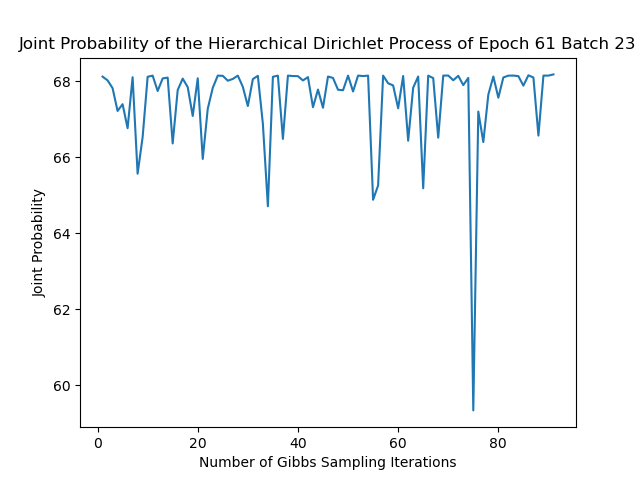 Joint Probability of the Hierarchical Dirichlet Process of Epoch 61 Batch 23
Joint Probability
68
66
64
62
60
0 20 40 60 80
Number of Gibbs Sampling Iterations